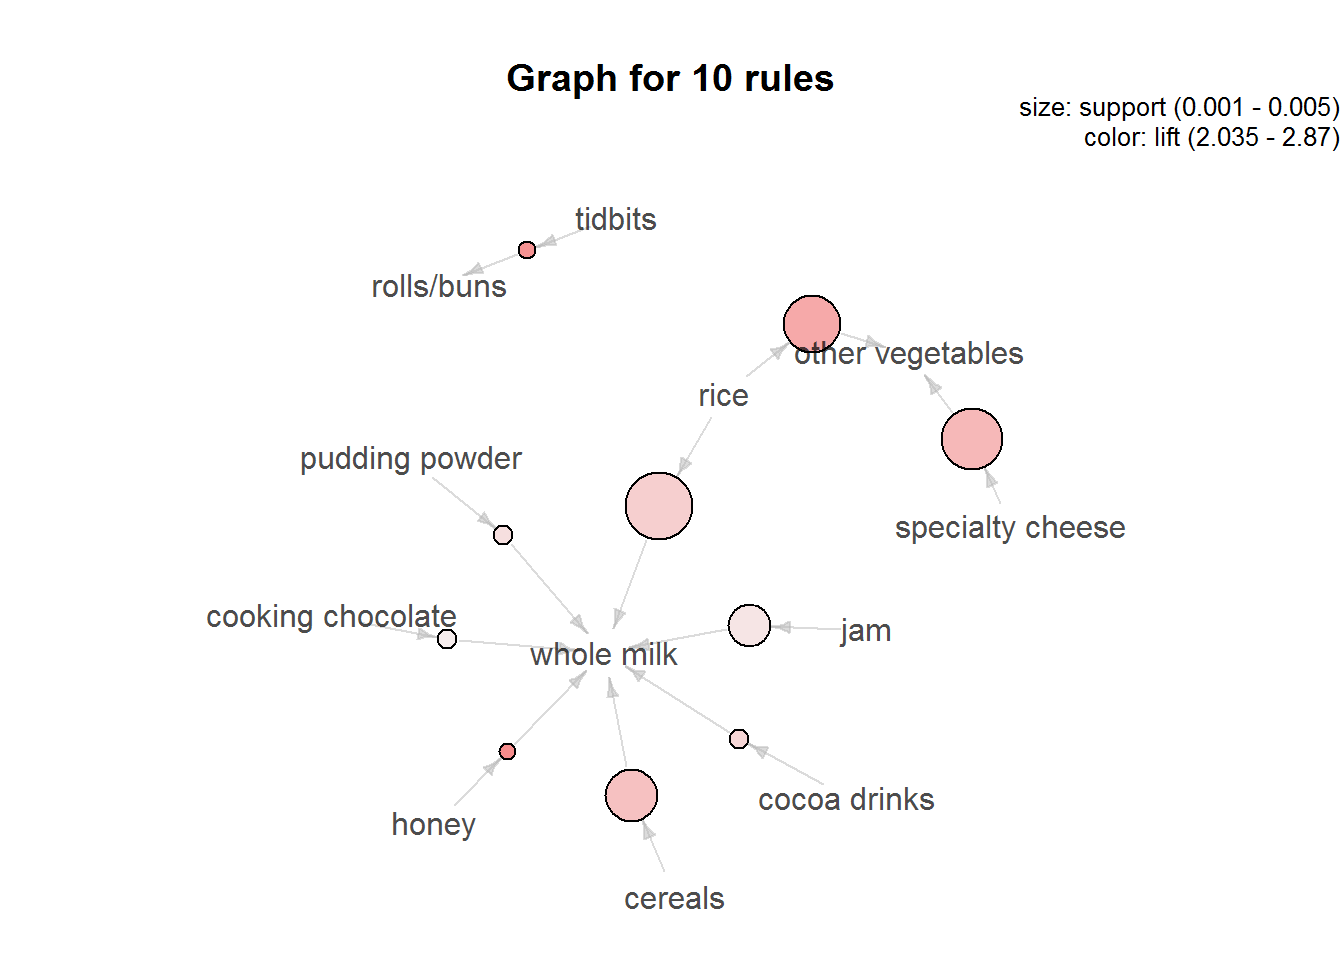 Graph for 10 rules
size: support (0.001 - 0.005)
color: lift (2.035 - 2.87)
tidbits
rolls/buns
other vegetables
rice
pudding powder
specialty cheese
cooking chocolate
jam
whole milk
cocoa drinks
honey
cereals